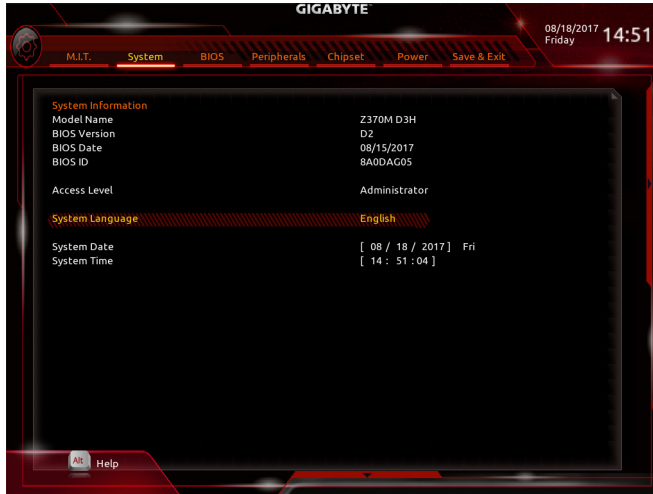 GIGABYTE
08/18/2017
Friday
14:51
M.I.T. System BIOS Peripherals Chipset Power Save & Exit
System Information
Model Name Z370M D3H
BIOS Version D2
BIOS Date 08/15/2017
BIOS ID 8A0DAG05
Access Level Administrator
System Language English
System Date [ 08 / 18 / 2017 ] Fri
System Time [ 14 : 51 : 04 ]
Alt Help